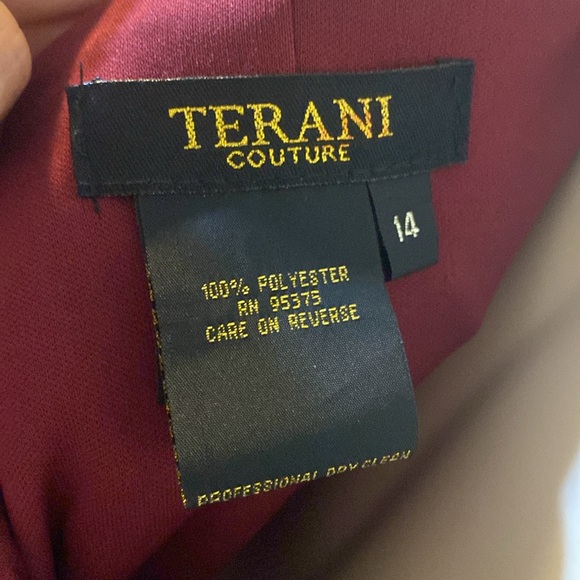 TERANI
COUTURE
14
100% POLYESTER
RN 95375
CARE ON REVERSE
PROFESSIONAL DRY CLEAN